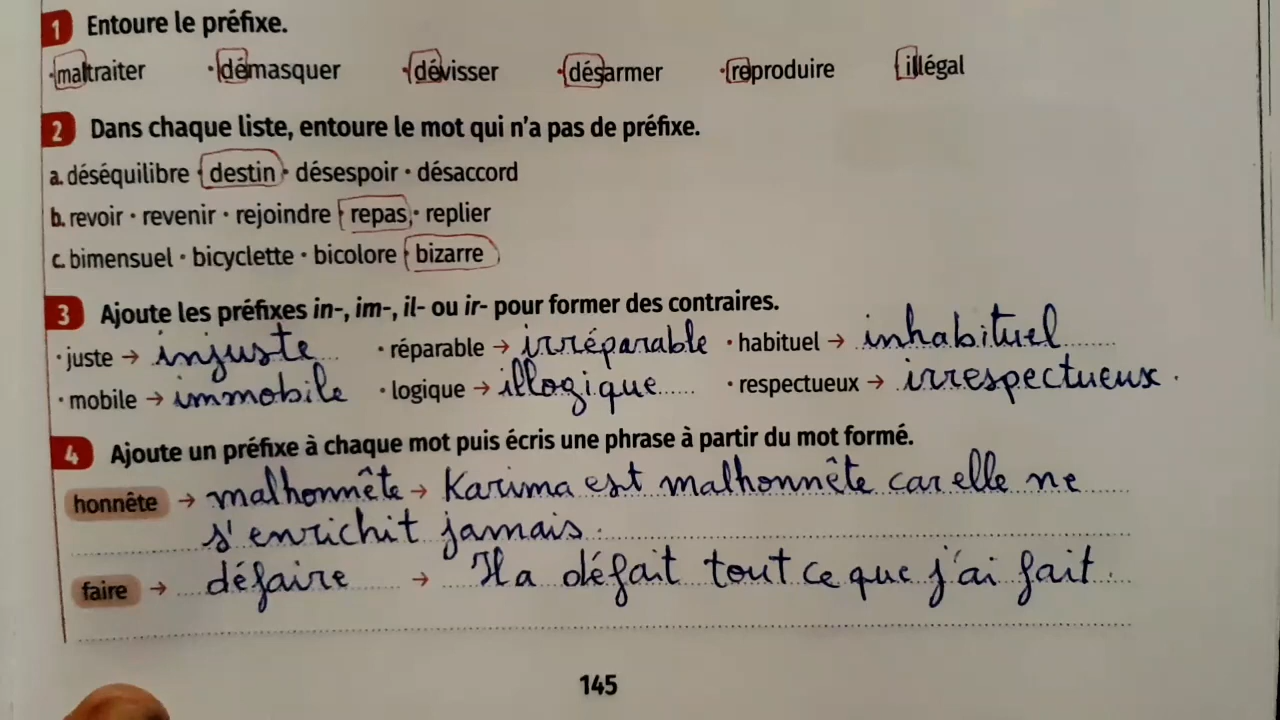 1 Entoure le préfixe.
· maltraiter · démasquer · dévisser · désarmer · reproduire · illégal
2 Dans chaque liste, entoure le mot qui n'a pas de préfixe.
a. déséquilibre · destin · désespoir · désaccord
b. revoir · revenir · rejoindre · repas · replier
c. bimensuel · bicyclette · bicolore · bizarre
3 Ajoute les préfixes in-, im-, il- ou ir- pour former des contraires.
· juste → injuste · réparable → irréparable · habituel → inhabituel
· mobile → immobile · logique → illogique · respectueux → irrespectueux
4 Ajoute un préfixe à chaque mot puis écris une phrase à partir du mot formé.
honnête → malhonnête → Karima est malhonnête car elle ne
s'enrichit jamais.
faire → défaire → Il a défait tout ce que j'ai fait.
145